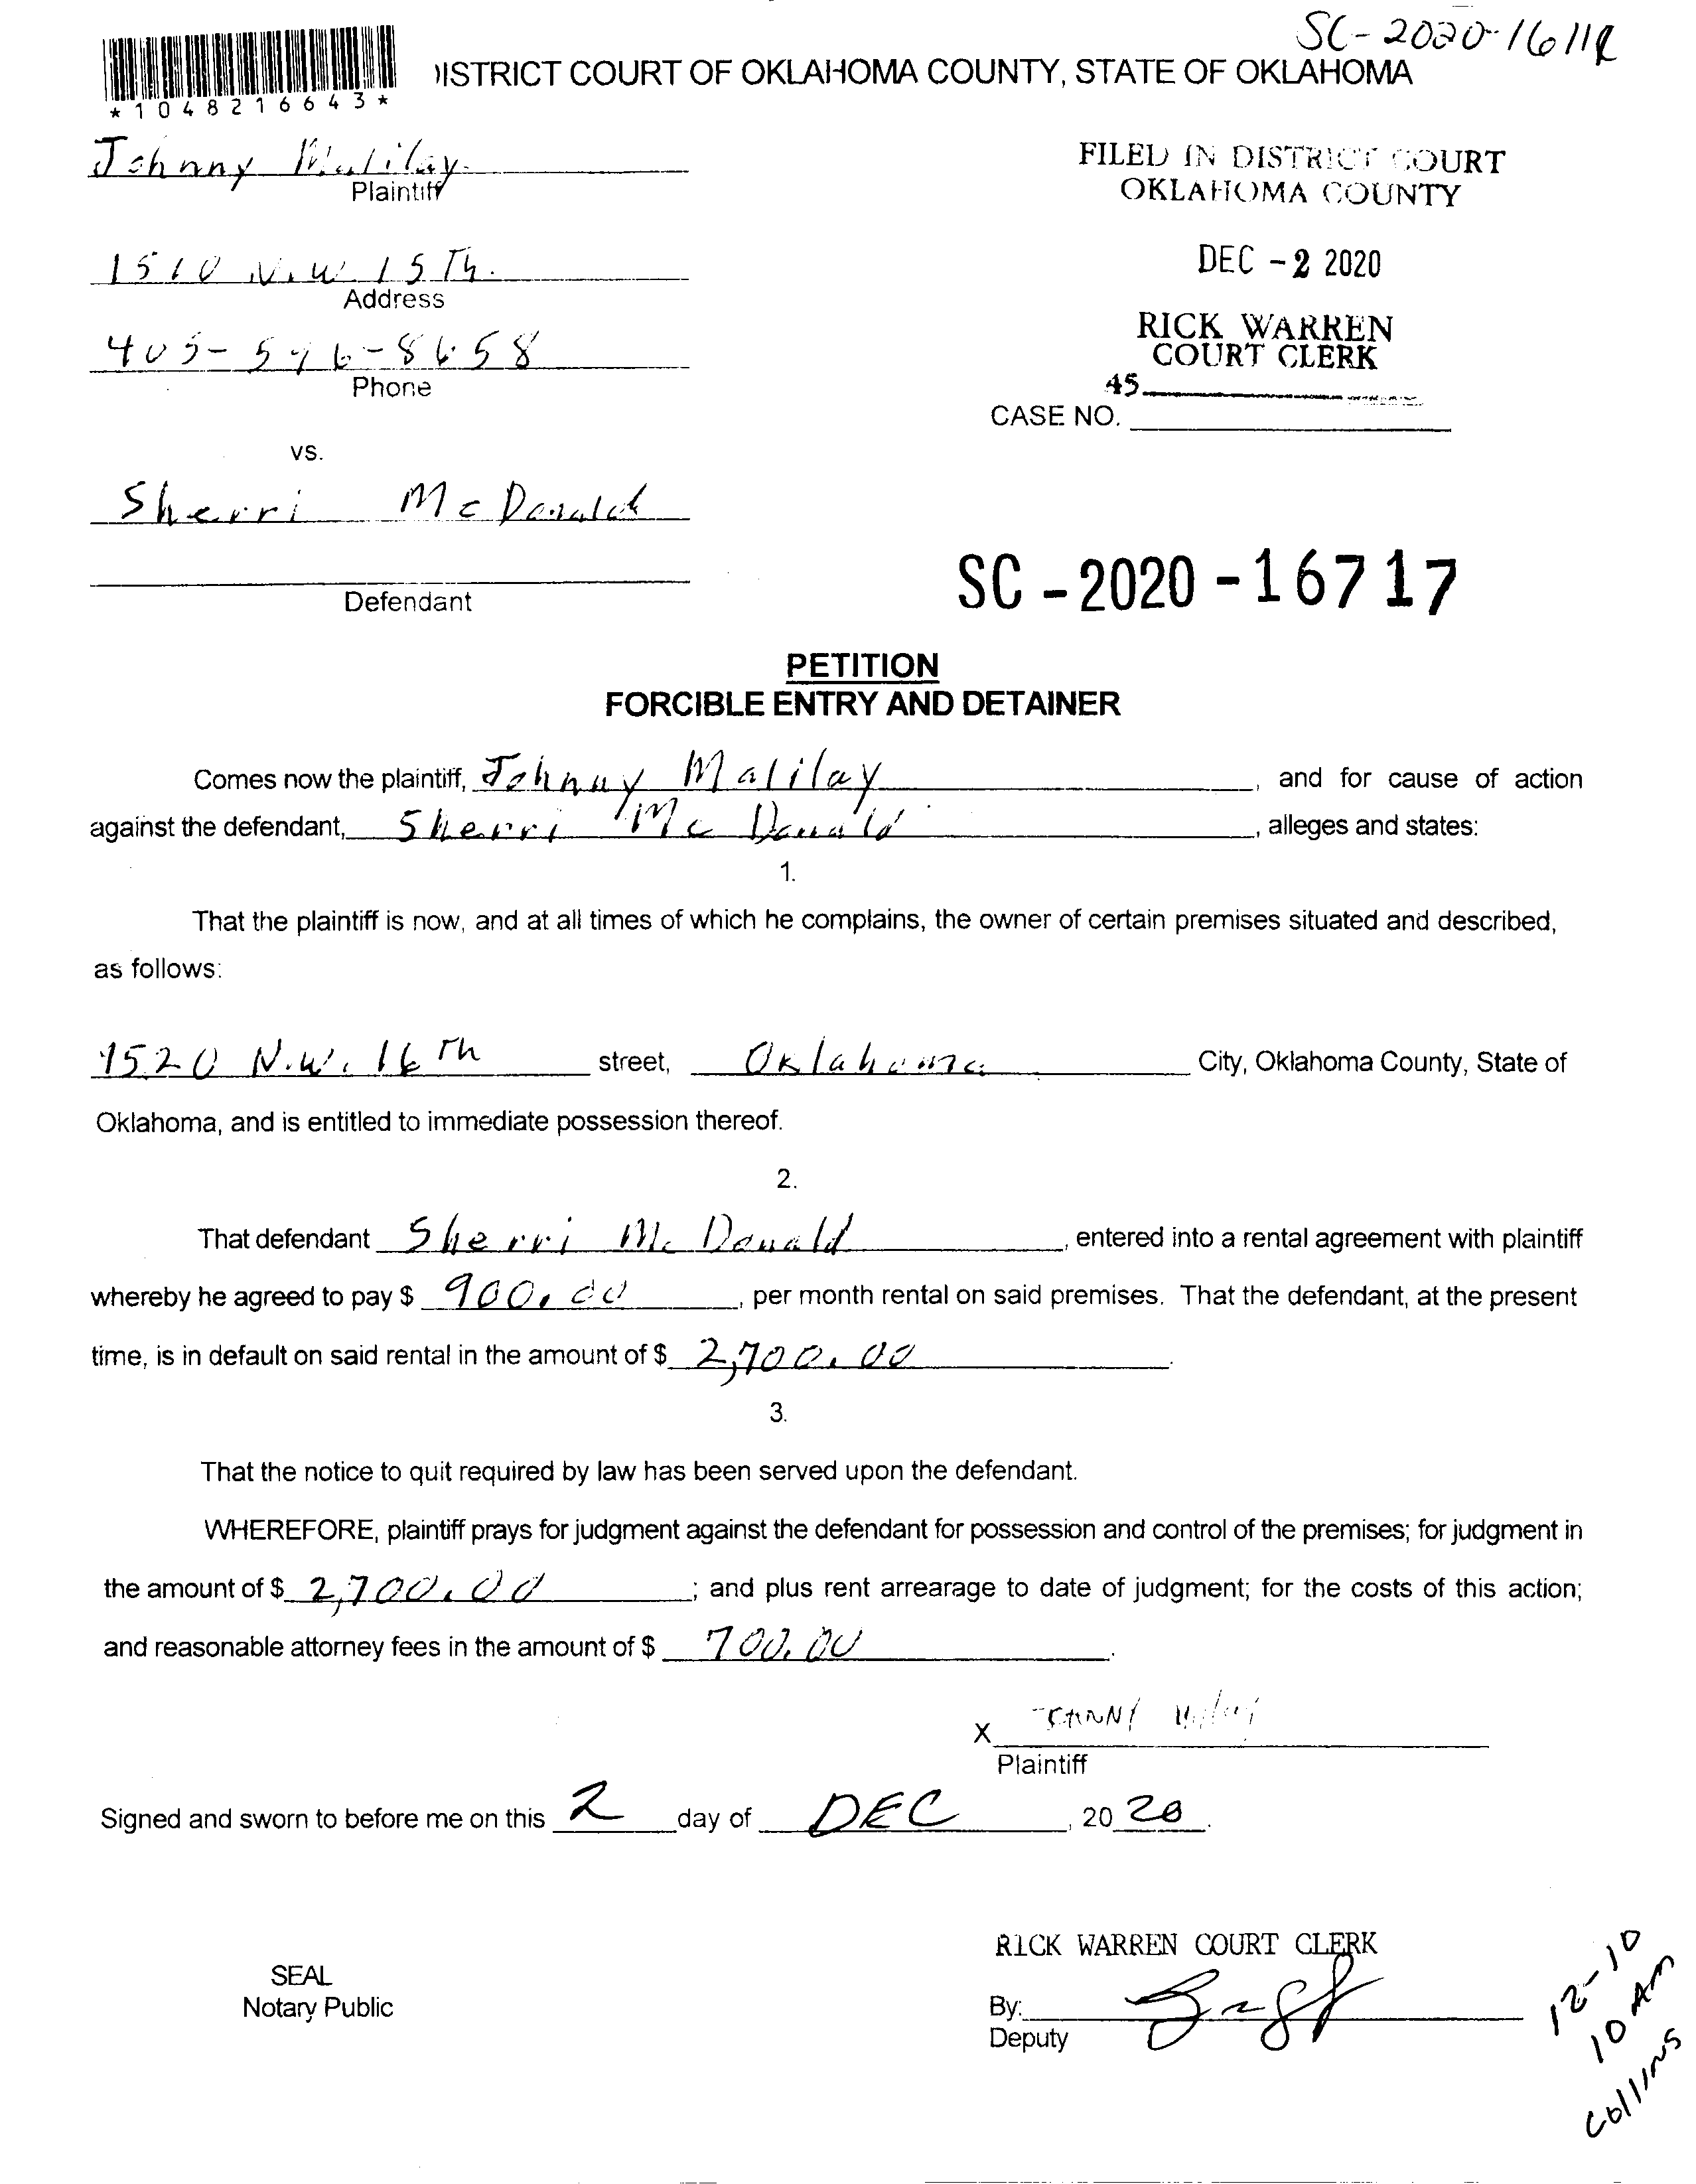 SC-2020-1611
*1048216643*
DISTRICT COURT OF OKLAHOMA COUNTY, STATE OF OKLAHOMA
Johnny Malilay
Plaintiff
FILED IN DISTRICT COURT
OKLAHOMA COUNTY
1510 N.W. 15Th.
Address
DEC -2 2020
405-596-8658
Phone
RICK WARREN
COURT CLERK
45
CASE NO.
vs.
Sherri McDonald
Defendant
SC-2020-16717
PETITION
FORCIBLE ENTRY AND DETAINER
Comes now the plaintiff, Johnny Malilay, and for cause of action
against the defendant, Sherri McDonald, alleges and states:
1.
That the plaintiff is now, and at all times of which he complains, the owner of certain premises situated and described,
as follows:
1520 N.W. 16Th street, Oklahoma City, Oklahoma County, State of
Oklahoma, and is entitled to immediate possession thereof.
2.
That defendant Sherri McDonald, entered into a rental agreement with plaintiff
whereby he agreed to pay $ 900.00, per month rental on said premises. That the defendant, at the present
time, is in default on said rental in the amount of $ 2,700.00.
3.
That the notice to quit required by law has been served upon the defendant.
WHEREFORE, plaintiff prays for judgment against the defendant for possession and control of the premises; for judgment in
the amount of $ 2,700.00; and plus rent arrearage to date of judgment; for the costs of this action;
and reasonable attorney fees in the amount of $ 700.00.
X
Plaintiff
Signed and sworn to before me on this 2 day of DEC, 2020.
RICK WARREN COURT CLERK
SEAL
Notary Public
By:
Deputy
12-10
10 AM
Collins